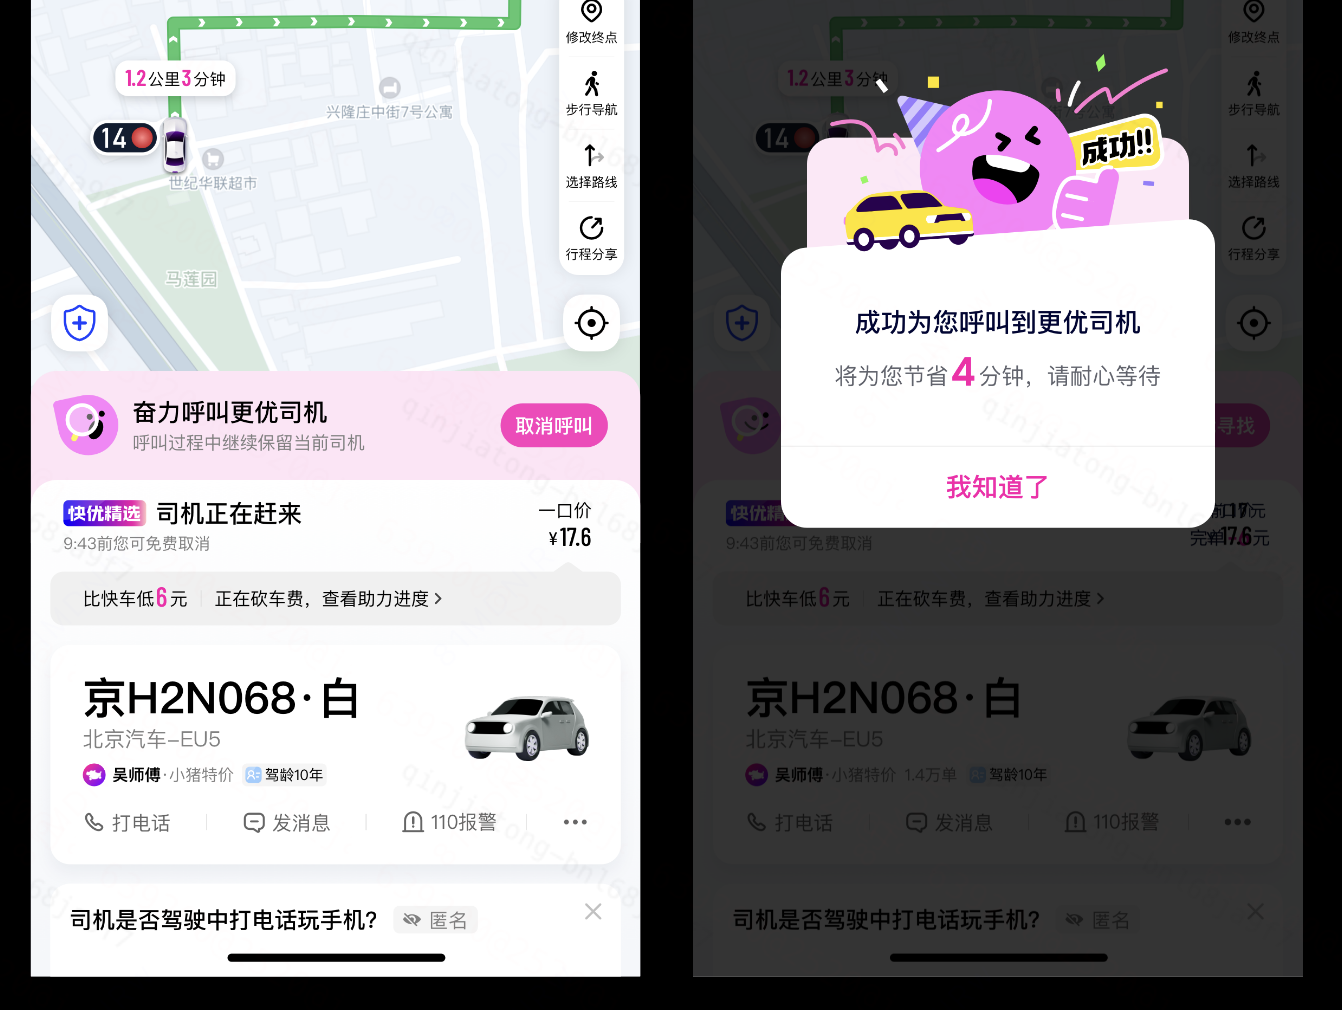 修改终点
1.2公里3分钟
步行导航
兴隆庄中街7号公寓
14
选择路线
世纪华联超市
行程分享
马莲园
奋力呼叫更优司机
呼叫过程中继续保留当前司机
取消呼叫
快优精选 司机正在赶来
一口价
9:43前您可免费取消
¥17.6
比快车低6元
正在砍车费，查看助力进度
京H2N068·白
北京汽车-EU5
吴师傅·小猪特价 驾龄10年
打电话
发消息
110报警
司机是否驾驶中打电话玩手机?
匿名
修改终点
1.2公里3分钟
步行导航
14
成功!!
选择路线
行程分享
成功为您呼叫到更优司机
将为您节省4分钟，请耐心等待
我知道了
寻找
快优精
9:43前您可免费取消
比快车低6元
正在砍车费，查看助力进度
京H2N068·白
北京汽车-EU5
吴师傅·小猪特价 1.4万单 驾龄10年
打电话
发消息
110报警
司机是否驾驶中打电话玩手机?
匿名